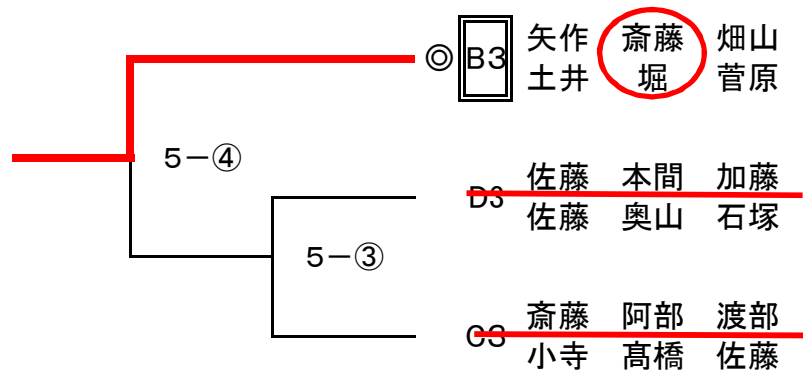 ◎ B3 矢作 斎藤 畑山
土井 堀 菅原
5-④
D3 佐藤 本間 加藤
佐藤 奥山 石塚
5-③
C3 斎藤 阿部 渡部
小寺 髙橋 佐藤